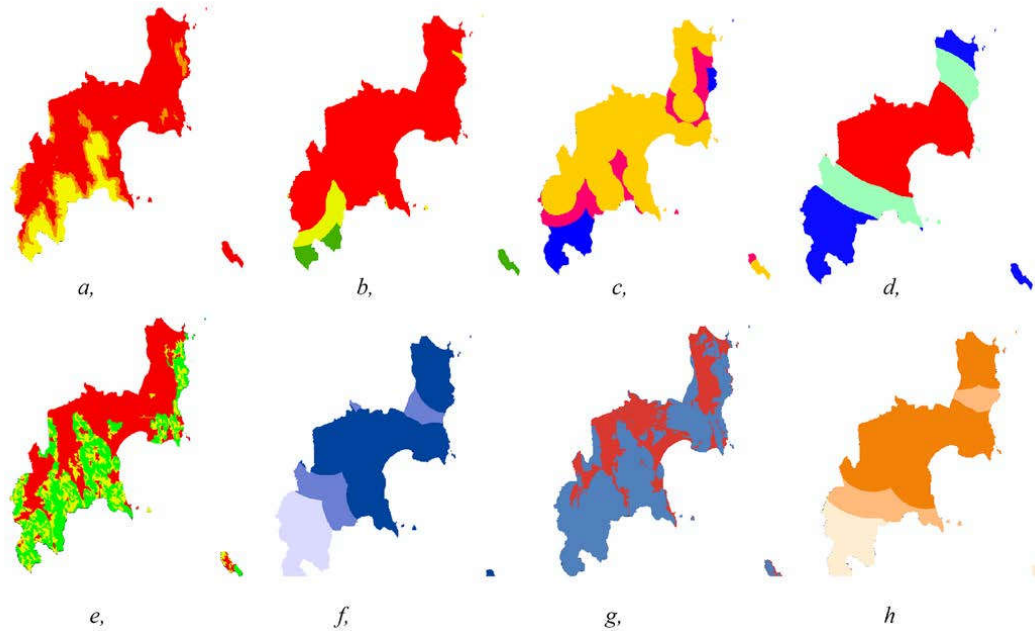 a,
b,
c,
d,
e,
f,
g,
h